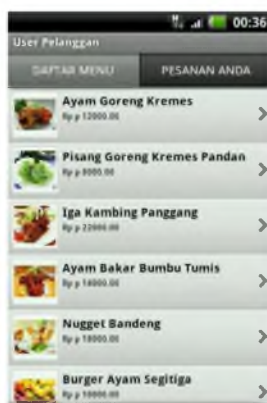 00:36
User Pelanggan
DAFTAR MENU
PESANAN ANDA
Ayam Goreng Kremes
Rp p 12000.00
Pisang Goreng Kremes Pandan
Rp p 8000.00
Iga Kambing Panggang
Rp p 22000.00
Ayam Bakar Bumbu Tumis
Rp p 14000.00
Nugget Bandeng
Rp p 18000.00
Burger Ayam Segitiga
Rp p 10000.00